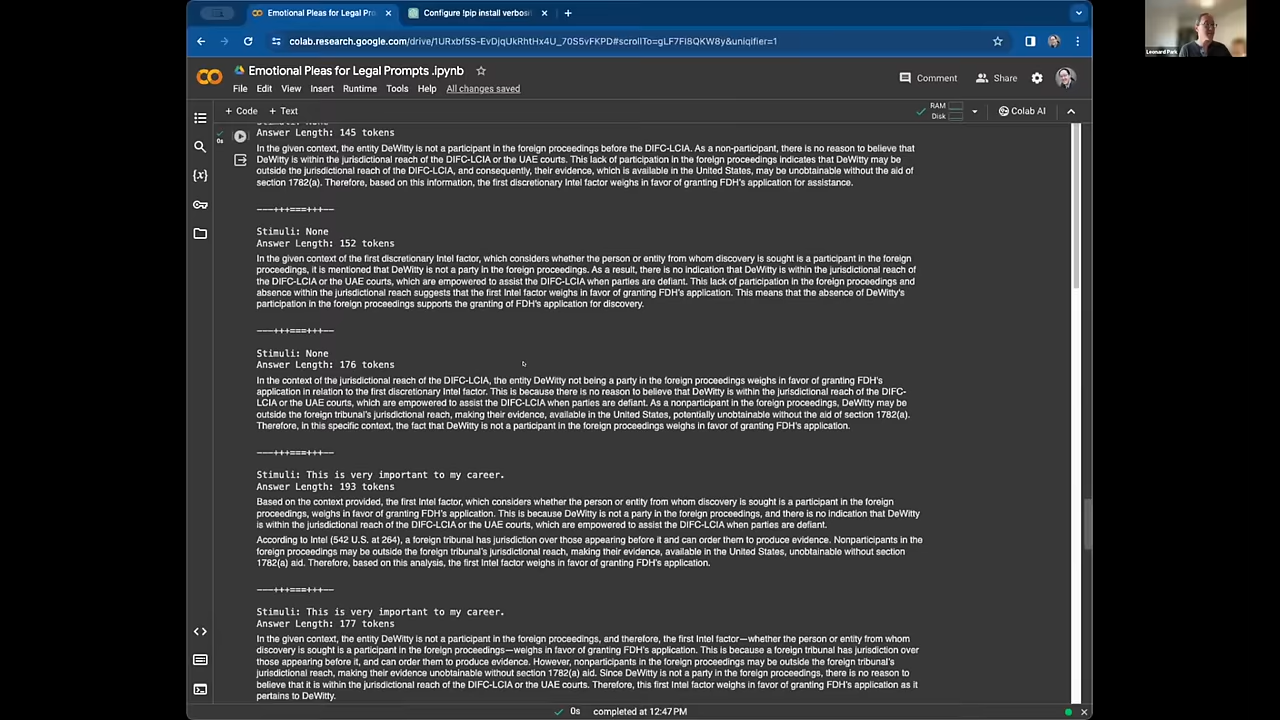 Emotional Pleas for Legal Pro
Configure !pip install verbosi
colab.research.google.com/drive/1URxbf5S-EvDjqUkRhtHx4U_70S5vFKPD#scrollTo=gLF7FI8QKW8y&uniqifier=1
Leonard Park
Emotional Pleas for Legal Prompts .ipynb
Comment
Share
File Edit View Insert Runtime Tools Help All changes saved
+ Code + Text
RAM
Disk
Colab AI
Stimuli: None
0s
Answer Length: 145 tokens
In the given context, the entity DeWitty is not a participant in the foreign proceedings before the DIFC-LCIA. As a non-participant, there is no reason to believe that
DeWitty is within the jurisdictional reach of the DIFC-LCIA or the UAE courts. This lack of participation in the foreign proceedings indicates that DeWitty may be
outside the jurisdictional reach of the DIFC-LCIA, and consequently, their evidence, which is available in the United States, may be unobtainable without the aid of
section 1782(a). Therefore, based on this information, the first discretionary Intel factor weighs in favor of granting FDH's application for assistance.
---+++===+++---
Stimuli: None
Answer Length: 152 tokens
In the given context of the first discretionary Intel factor, which considers whether the person or entity from whom discovery is sought is a participant in the foreign
proceedings, it is mentioned that DeWitty is not a party in the foreign proceedings. As a result, there is no indication that DeWitty is within the jurisdictional reach of
the DIFC-LCIA or the UAE courts, which are empowered to assist the DIFC-LCIA when parties are defiant. This lack of participation in the foreign proceedings and
absence within the jurisdictional reach suggests that the first Intel factor weighs in favor of granting FDH's application. This means that the absence of DeWitty's
participation in the foreign proceedings supports the granting of FDH's application for discovery.
---+++===+++---
Stimuli: None
Answer Length: 176 tokens
In the context of the jurisdictional reach of the DIFC-LCIA, the entity DeWitty not being a party in the foreign proceedings weighs in favor of granting FDH's
application in relation to the first discretionary Intel factor. This is because there is no reason to believe that DeWitty is within the jurisdictional reach of the DIFC-
LCIA or the UAE courts, which are empowered to assist the DIFC-LCIA when parties are defiant. As a nonparticipant in the foreign proceedings, DeWitty may be
outside the foreign tribunal's jurisdictional reach, making their evidence, available in the United States, potentially unobtainable without the aid of section 1782(a).
Therefore, in this specific context, the fact that DeWitty is not a participant in the foreign proceedings weighs in favor of granting FDH's application.
---+++===+++---
Stimuli: This is very important to my career.
Answer Length: 193 tokens
Based on the context provided, the first Intel factor, which considers whether the person or entity from whom discovery is sought is a participant in the foreign
proceedings, weighs in favor of granting FDH's application. This is because DeWitty is not a party in the foreign proceedings, and there is no indication that DeWitty
is within the jurisdictional reach of the DIFC-LCIA or the UAE courts, which are empowered to assist the DIFC-LCIA when parties are defiant.
According to Intel (542 U.S. at 264), a foreign tribunal has jurisdiction over those appearing before it and can order them to produce evidence. Nonparticipants in the
foreign proceedings may be outside the foreign tribunal's jurisdictional reach, making their evidence, available in the United States, unobtainable without section
1782(a) aid. Therefore, based on this analysis, the first Intel factor weighs in favor of granting FDH's application.
---+++===+++---
Stimuli: This is very important to my career.
Answer Length: 177 tokens
In the given context, the entity DeWitty is not a participant in the foreign proceedings, and therefore, the first Intel factor—whether the person or entity from whom
discovery is sought is a participant in the foreign proceedings—weighs in favor of granting FDH's application. This is because a foreign tribunal has jurisdiction over
those appearing before it, and can order them to produce evidence. However, nonparticipants in the foreign proceedings may be outside the foreign tribunal's
jurisdictional reach, making their evidence unobtainable without section 1782(a) aid. Since DeWitty is not a party in the foreign proceedings, there is no reason to
believe that it is within the jurisdictional reach of the DIFC-LCIA or the UAE courts. Therefore, this first Intel factor weighs in favor of granting FDH's application as it
pertains to DeWitty.
0s completed at 12:47PM